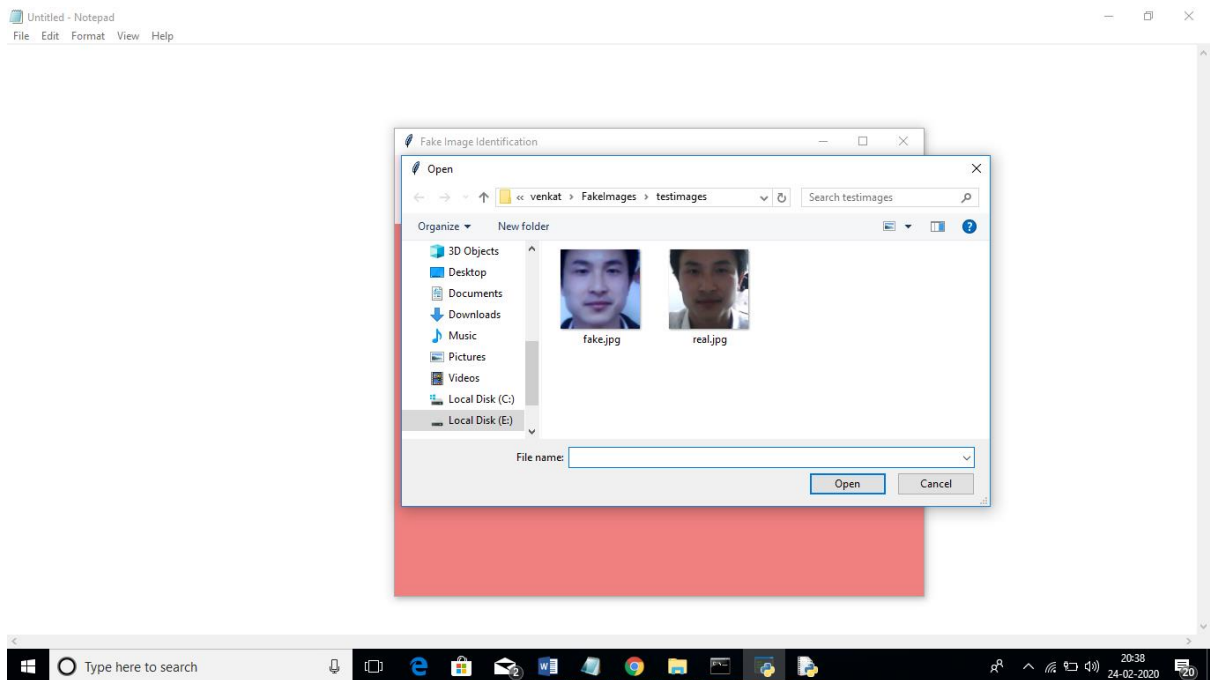 Untitled - Notepad
File Edit Format View Help
Fake Image Identification
Open
« venkat > FakeImages > testimages
Search testimages
Organize
New folder
3D Objects
Desktop
Documents
Downloads
Music
Pictures
Videos
Local Disk (C:)
Local Disk (E:)
fake.jpg
real.jpg
File name:
Open
Cancel
Type here to search
2
20:38
24-02-2020
20